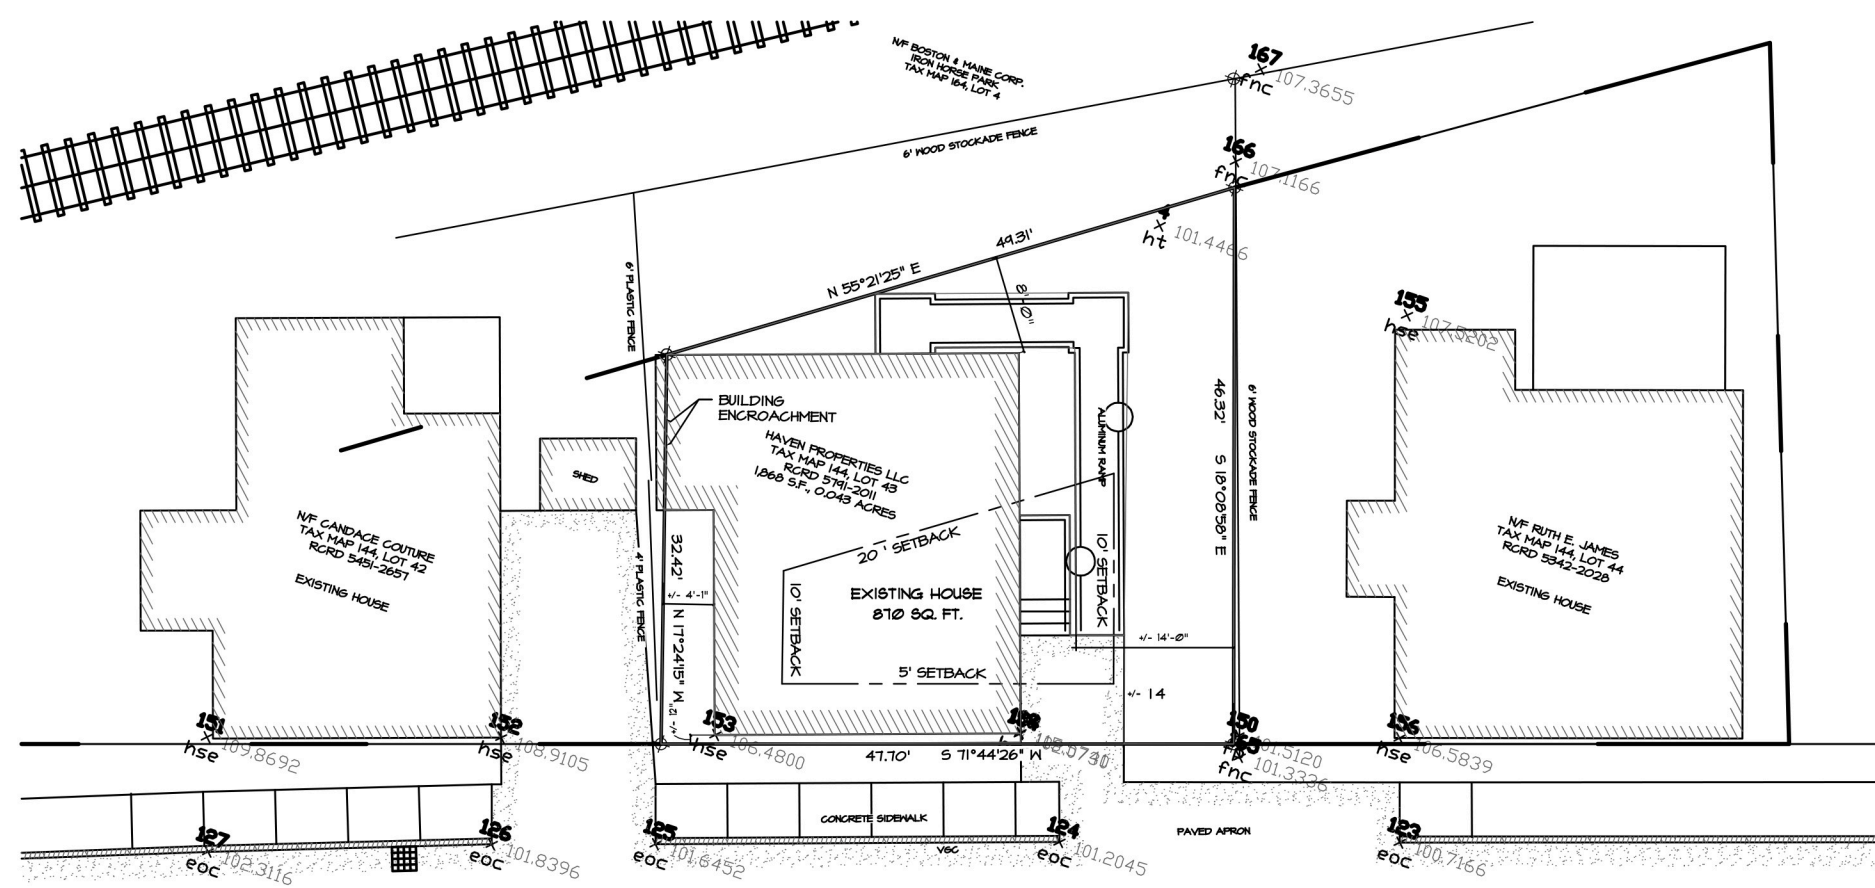 N/F BOSTON & MAINE CORP.
IRON HORSE PARK
TAX MAP 164, LOT 4
167
fnc
107.3655
6' WOOD STOCKADE FENCE
166
fnc
107.1166
4
ht
101.4466
49.31'
N 55°21'25" E
8'-0"
6' PLASTIC FENCE
155
hse
107.5202
BUILDING
ENCROACHMENT
HAVEN PROPERTIES LLC
TAX MAP 144, LOT 43
RCRD 5791-2011
1,868 S.F., 0.043 ACRES
ALUMINUM RAMP
46.32'
S 18°08'58" E
6' WOOD STOCKADE FENCE
SHED
N/F CANDACE COUTURE
TAX MAP 144, LOT 42
RCRD 5451-2657
EXISTING HOUSE
N/F RUTH E. JAMES
TAX MAP 144, LOT 44
RCRD 5342-2028
EXISTING HOUSE
20 ' SETBACK
10' SETBACK
10' SETBACK
5' SETBACK
EXISTING HOUSE
870 SQ. FT.
4' PLASTIC FENCE
32.42'
N 17°24'15" W
+/- 4'-1"
+/- 12"
+/- 14'-0"
+/- 14
151
hse
109.8692
152
hse
108.9105
153
hse
106.4800
47.70'
S 71°44'26" W
150
101.5120
fnc
101.3336
156
hse
106.5839
127
eoc
102.3116
126
eoc
101.8396
125
eoc
101.6452
CONCRETE SIDEWALK
VGC
124
eoc
101.2045
PAVED APRON
123
eoc
100.7166